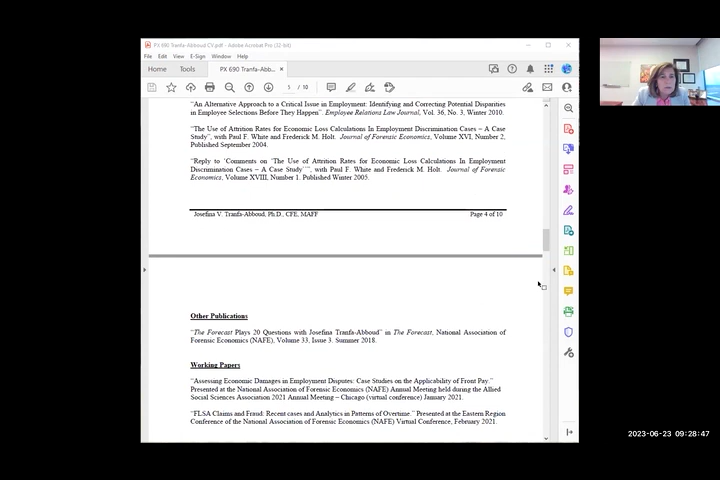 PX 690 Tranfa-Abboud CV.pdf - Adobe Acrobat Pro (32-bit)
File Edit View E-Sign Window Help
Home Tools PX 690 Tranfa-Abb... ×
5 / 10
"An Alternative Approach to a Critical Issue in Employment: Identifying and Correcting Potential Disparities
in Employee Selections Before They Happen". Employee Relations Law Journal, Vol. 36, No. 3, Winter 2010.
"The Use of Attrition Rates for Economic Loss Calculations In Employment Discrimination Cases – A Case
Study", with Paul F. White and Frederick M. Holt. Journal of Forensic Economics, Volume XVI, Number 2,
Published September 2004.
"Reply to 'Comments on 'The Use of Attrition Rates for Economic Loss Calculations In Employment
Discrimination Cases – A Case Study'", with Paul F. White and Frederick M. Holt. Journal of Forensic
Economics, Volume XVIII, Number 1. Published Winter 2005.
Josefina V. Tranfa-Abboud, Ph.D., CFE, MAFF Page 4 of 10
Other Publications
"The Forecast Plays 20 Questions with Josefina Tranfa-Abboud" in The Forecast, National Association of
Forensic Economics (NAFE), Volume 33, Issue 3. Summer 2018.
Working Papers
"Assessing Economic Damages in Employment Disputes: Case Studies on the Applicability of Front Pay."
Presented at the National Association of Forensic Economics (NAFE) Annual Meeting held during the Allied
Social Sciences Association 2021 Annual Meeting – Chicago (virtual conference) January 2021.
"FLSA Claims and Fraud: Recent cases and Analytics in Patterns of Overtime." Presented at the Eastern Region
Conference of the National Association of Forensic Economics (NAFE) Virtual Conference, February 2021.
2023-06-23 09:28:47